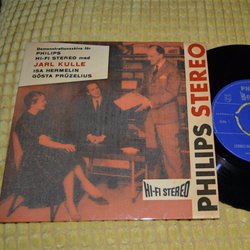 Demonstrationsskiva för
PHILIPS
HI-FI STEREO med
JARL KULLE
ISA HERMELIN
GÖSTA PRÜZELIUS
HI-FI STEREO
PHILIPS STEREO